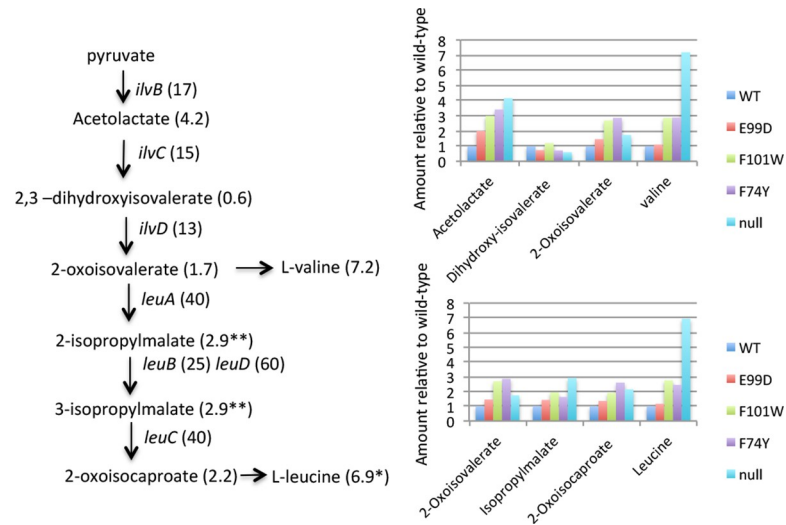 pyruvate
ilvB (17)
Acetolactate (4.2)
ilvC (15)
2,3 –dihydroxyisovalerate (0.6)
ilvD (13)
2-oxoisovalerate (1.7)
L-valine (7.2)
leuA (40)
2-isopropylmalate (2.9**)
leuB (25) leuD (60)
3-isopropylmalate (2.9**)
leuC (40)
2-oxoisocaproate (2.2)
L-leucine (6.9*)
Amount relative to wild-type
8
7
6
5
4
3
2
1
0
Acetolactate
Dihydroxy-isovalerate
2-Oxoisovalerate
valine
WT
E99D
F101W
F74Y
null
Amount relative to wild-type
8
7
6
5
4
3
2
1
0
2-Oxoisovalerate
Isopropylmalate
2-Oxoisocaproate
Leucine
WT
E99D
F101W
F74Y
null